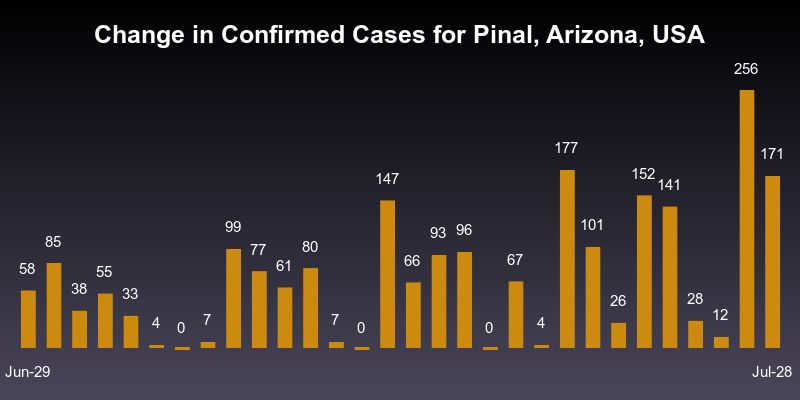 Change in Confirmed Cases for Pinal, Arizona, USA
58 85 38 55 33 4 0 7 99 77 61 80 7 0 147 66 93 96 0 67 4 177 101 26 152 141 28 12 256 171
Jun-29 Jul-28